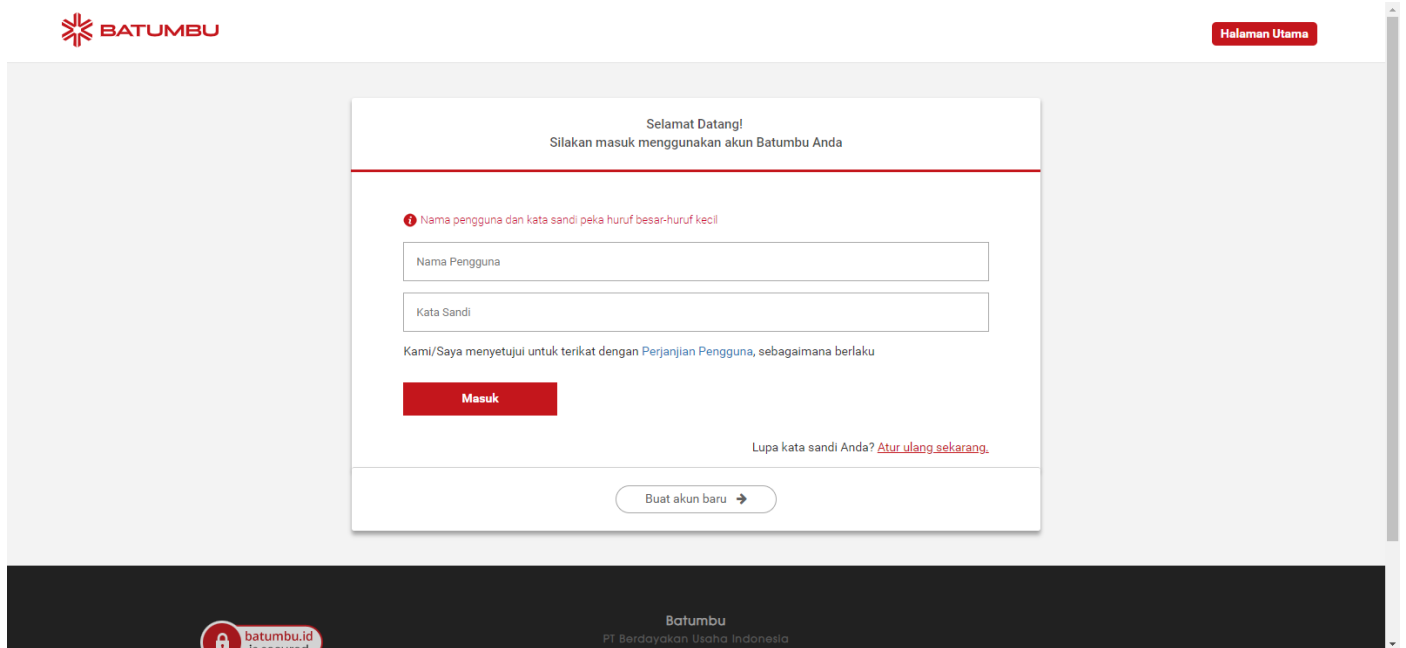 BATUMBU
Halaman Utama
Selamat Datang!
Silakan masuk menggunakan akun Batumbu Anda
Nama pengguna dan kata sandi peka huruf besar-huruf kecil
Nama Pengguna
Kata Sandi
Kami/Saya menyetujui untuk terikat dengan Perjanjian Pengguna, sebagaimana berlaku
Masuk
Lupa kata sandi Anda? Atur ulang sekarang.
Buat akun baru
Batumbu
PT Berdayakan Usaha Indonesia
batumbu.id
is secured